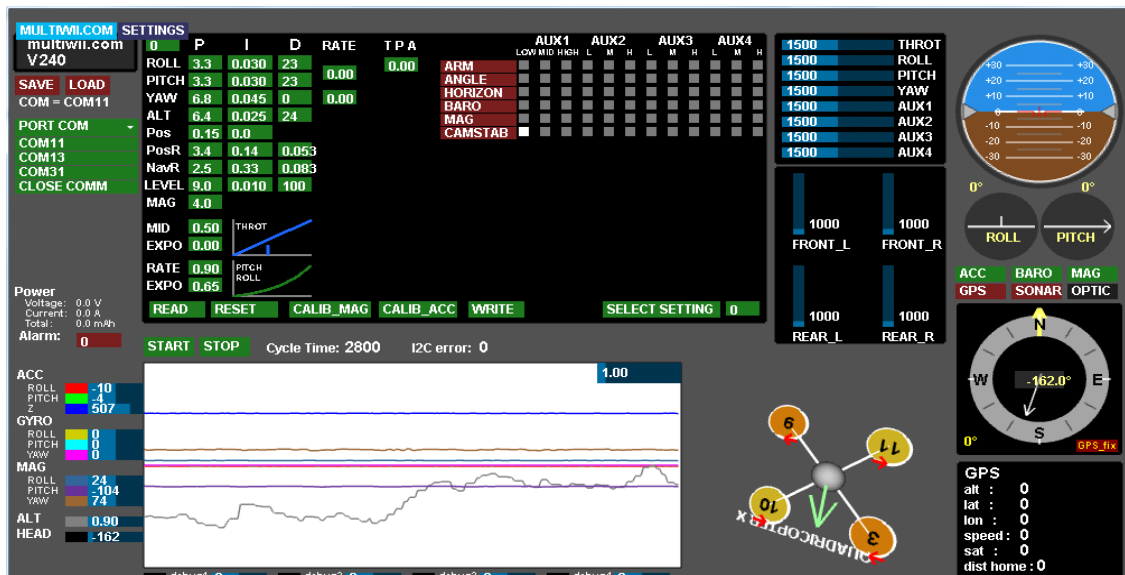 MULTIWII.COM SETTINGS
multiwii.com
V240
SAVE LOAD
COM = COM11
PORT COM
COM11
COM13
COM31
CLOSE COMM
Power
Voltage: 0.0 V
Current: 0.0 A
Total: 0.0 mAh
Alarm: 0
0 P I D RATE T P A
ROLL 3.3 0.030 23 0.00
PITCH 3.3 0.030 23 0.00
YAW 6.8 0.045 0 0.00
ALT 6.4 0.025 24
Pos 0.15 0.0
PosR 3.4 0.14 0.053
NavR 2.5 0.33 0.083
LEVEL 9.0 0.010 100
MAG 4.0
MID 0.50 THROT
EXPO 0.00
RATE 0.90 PITCH
EXPO 0.65 ROLL
AUX1 AUX2 AUX3 AUX4
LOW MID HIGH L M H L M H L M H
ARM
ANGLE
HORIZON
BARO
MAG
CAMSTAB
READ RESET CALIB_MAG CALIB_ACC WRITE SELECT SETTING 0
1500 THROT
1500 ROLL
1500 PITCH
1500 YAW
1500 AUX1
1500 AUX2
1500 AUX3
1500 AUX4
1000 1000
FRONT_L FRONT_R
1000 1000
REAR_L REAR_R
+30 +30
+20 +20
+10 +10
-10 -10
-20 -20
-30 -30
0° 0°
ROLL PITCH
ACC BARO MAG
GPS SONAR OPTIC
N
W -162.0° E
S
0° GPS_fix
START STOP Cycle Time: 2800 I2C error: 0
ACC
ROLL -10
PITCH -4
Z 507
GYRO
ROLL 0
PITCH 0
YAW 0
MAG
ROLL 24
PITCH -104
YAW 74
ALT 0.90
HEAD -162
1.00
9
11
10
3
QUADRICOPTER X
GPS
alt : 0
lat : 0
lon : 0
speed : 0
sat : 0
dist home : 0